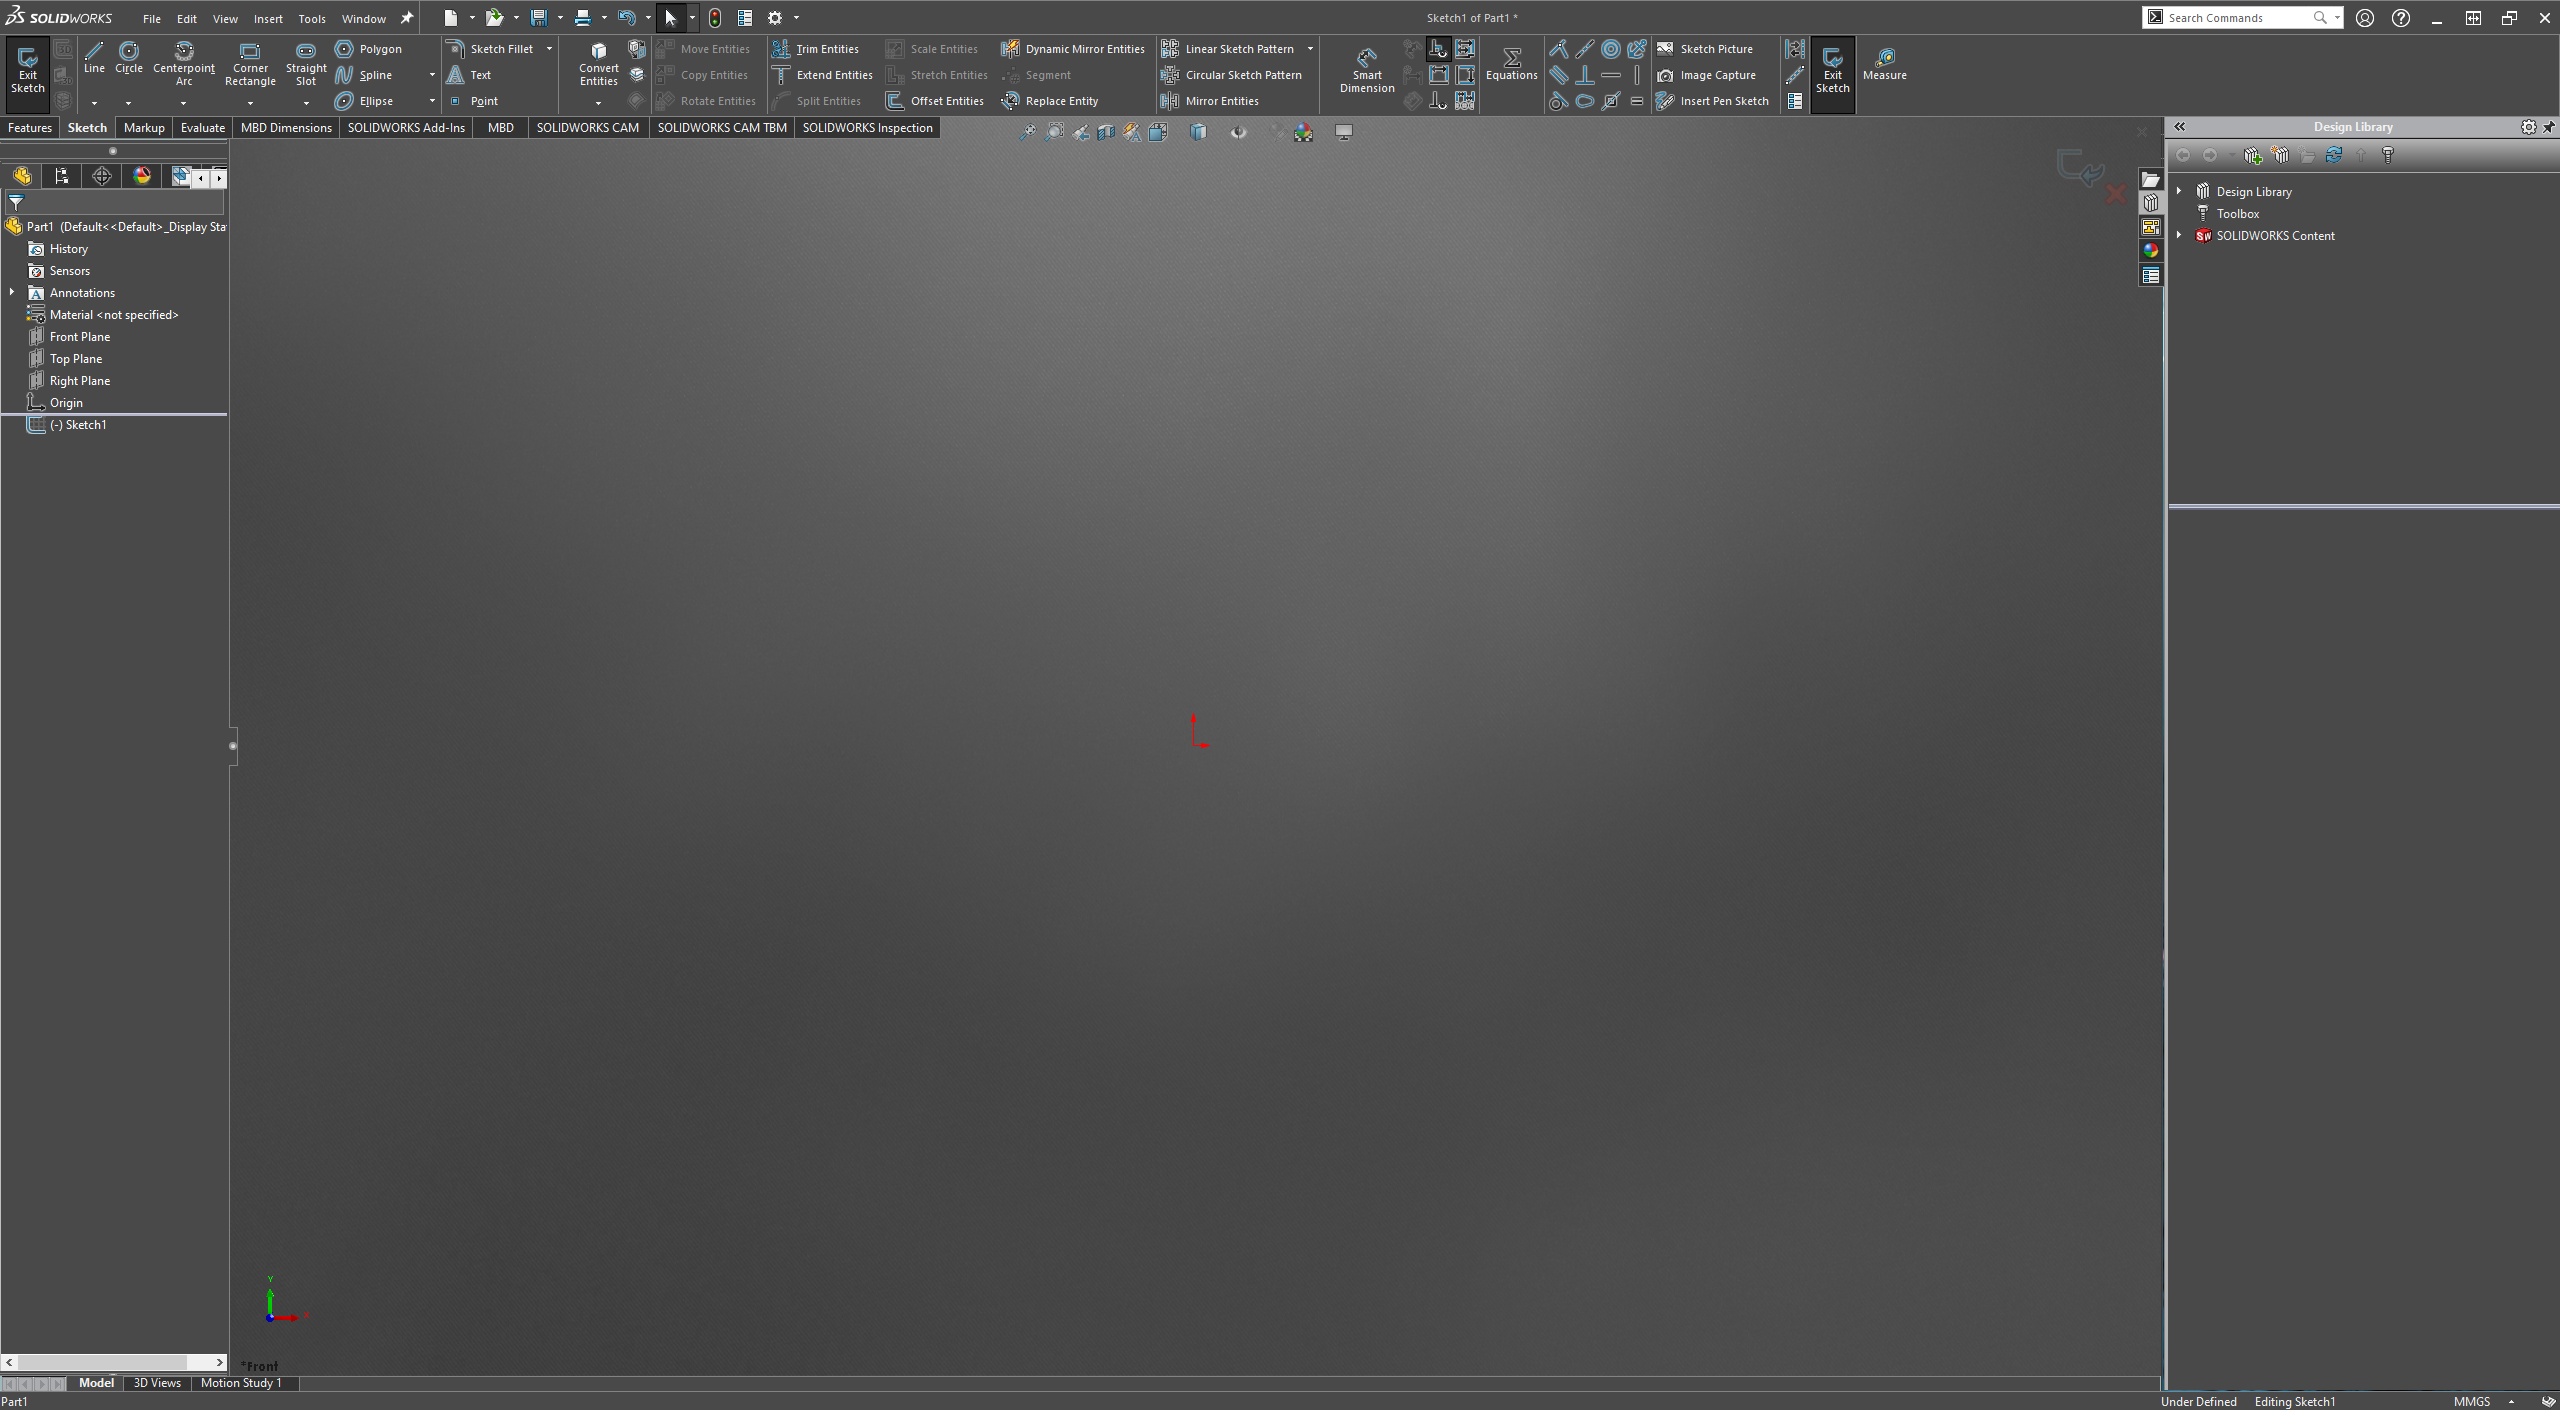 SOLIDWORKS File Edit View Insert Tools Window Sketch1 of Part1 * Search Commands
Exit Sketch
Line
Circle
Centerpoint Arc
Corner Rectangle
Straight Slot
Polygon
Spline
Ellipse
Sketch Fillet
Text
Point
Convert Entities
Move Entities
Copy Entities
Rotate Entities
Trim Entities
Extend Entities
Split Entities
Scale Entities
Stretch Entities
Offset Entities
Dynamic Mirror Entities
Segment
Replace Entity
Linear Sketch Pattern
Circular Sketch Pattern
Mirror Entities
Smart Dimension
Equations
Sketch Picture
Image Capture
Insert Pen Sketch
Exit Sketch
Measure
Features Sketch Markup Evaluate MBD Dimensions SOLIDWORKS Add-Ins MBD SOLIDWORKS CAM SOLIDWORKS CAM TBM SOLIDWORKS Inspection
Part1 (Default<<Default>_Display Sta
History
Sensors
Annotations
Material <not specified>
Front Plane
Top Plane
Right Plane
Origin
(-) Sketch1
Design Library
Design Library
Toolbox
SOLIDWORKS Content
Y
X
*Front
Model 3D Views Motion Study 1
Part1 Under Defined Editing Sketch1 MMGS